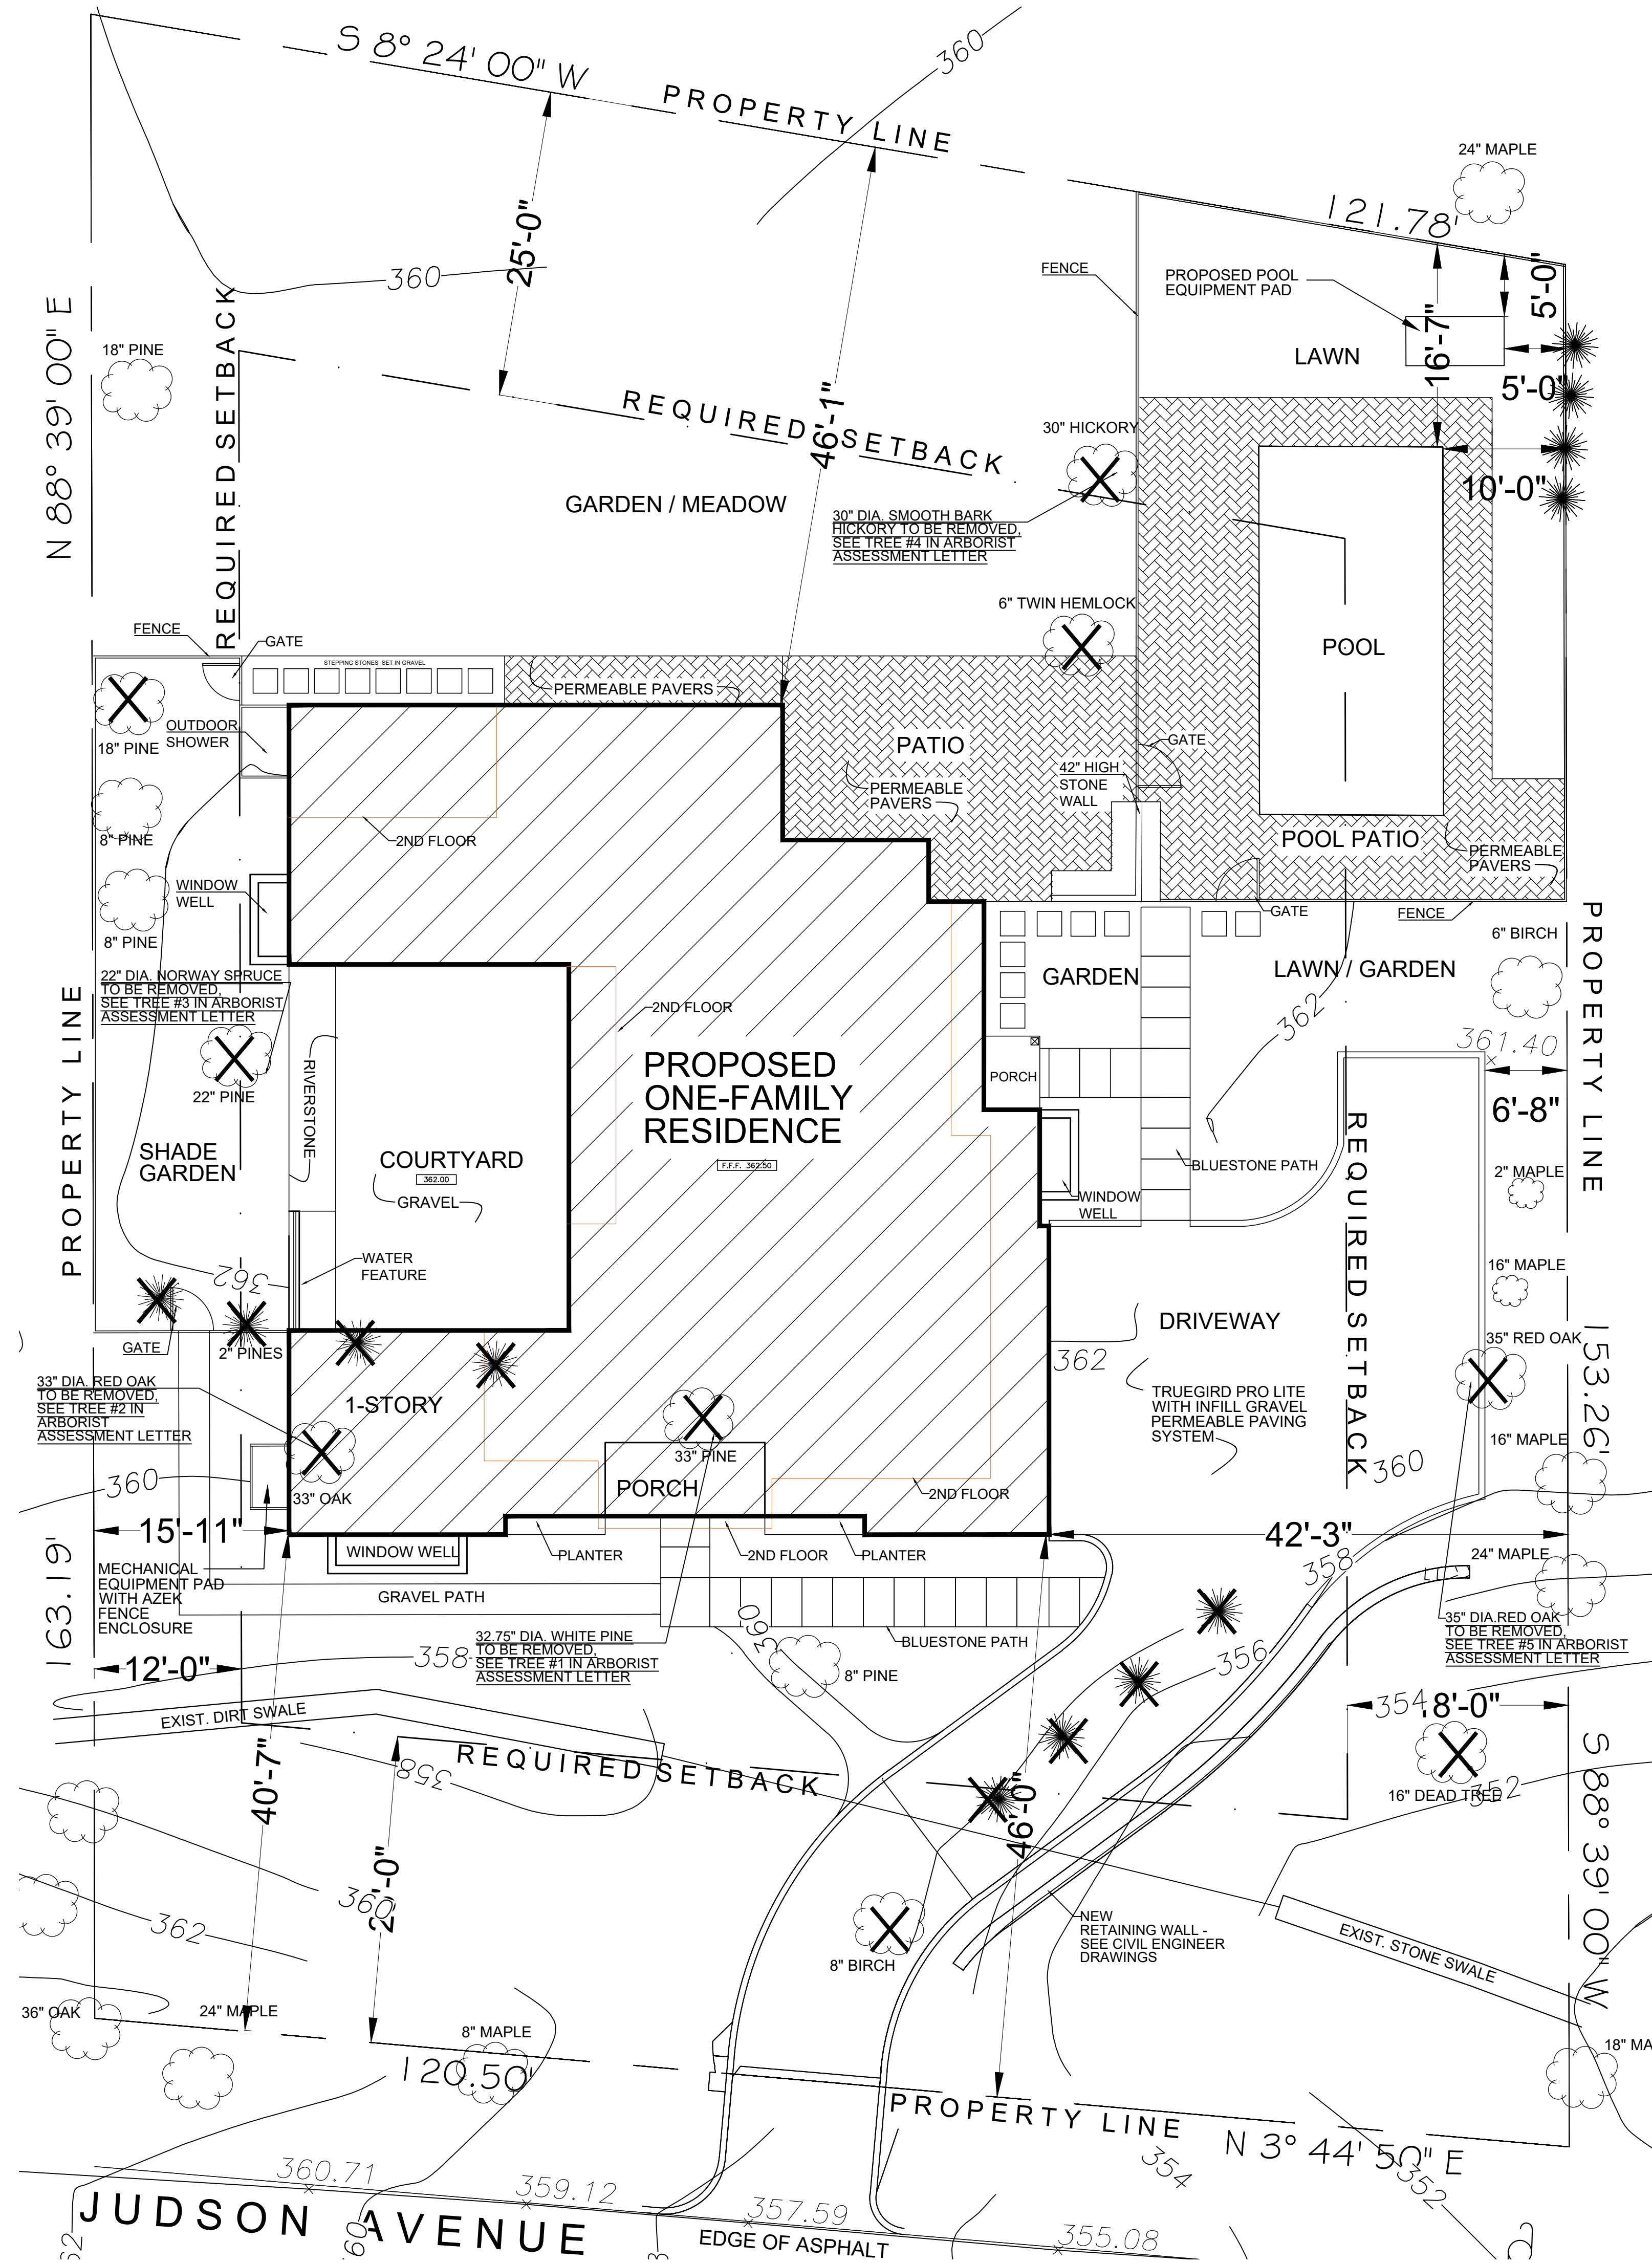 S 8° 24' 00" W
PROPERTY LINE
360
24" MAPLE
121.78'
25'-0"
360
FENCE
PROPOSED POOL
EQUIPMENT PAD
5'-0"
16'-7"
LAWN
5'-0"
N 88° 39' 00" E
18" PINE
REQUIRED SETBACK
REQUIRED SETBACK
46'-1"
30" HICKORY
10'-0"
GARDEN / MEADOW
30" DIA. SMOOTH BARK
HICKORY TO BE REMOVED,
SEE TREE #4 IN ARBORIST
ASSESSMENT LETTER
6" TWIN HEMLOCK
FENCE
GATE
STEPPING STONES SET IN GRAVEL
PERMEABLE PAVERS
POOL
18" PINE
OUTDOOR
SHOWER
PATIO
GATE
42" HIGH
STONE
WALL
PERMEABLE
PAVERS
8" PINE
2ND FLOOR
POOL PATIO
PERMEABLE
PAVERS
WINDOW
WELL
GATE
FENCE
8" PINE
6" BIRCH
PROPERTY LINE
22" DIA. NORWAY SPRUCE
TO BE REMOVED,
SEE TREE #3 IN ARBORIST
ASSESSMENT LETTER
GARDEN
LAWN / GARDEN
2ND FLOOR
362
361.40
PROPERTY LINE
22" PINE
RIVERSTONE
PROPOSED
ONE-FAMILY
RESIDENCE
F.F.F. 362.50
PORCH
6'-8"
SHADE
GARDEN
COURTYARD
362.00
GRAVEL
BLUESTONE PATH
2" MAPLE
WINDOW
WELL
REQUIRED SETBACK
WATER
FEATURE
362
16" MAPLE
DRIVEWAY
GATE
2" PINES
35" RED OAK
153.26'
362
33" DIA. RED OAK
TO BE REMOVED,
SEE TREE #2 IN
ARBORIST
ASSESSMENT LETTER
1-STORY
TRUEGIRD PRO LITE
WITH INFILL GRAVEL
PERMEABLE PAVING
SYSTEM
33" PINE
16" MAPLE
360
360
33" OAK
PORCH
2ND FLOOR
15'-11"
42'-3"
WINDOW WELL
PLANTER
2ND FLOOR
PLANTER
24" MAPLE
358
163.19'
MECHANICAL
EQUIPMENT PAD
WITH AZEK
FENCE
ENCLOSURE
GRAVEL PATH
360
BLUESTONE PATH
35" DIA.RED OAK
TO BE REMOVED,
SEE TREE #5 IN ARBORIST
ASSESSMENT LETTER
358
32.75" DIA. WHITE PINE
TO BE REMOVED,
SEE TREE #1 IN ARBORIST
ASSESSMENT LETTER
356
12'-0"
8" PINE
EXIST. DIRT SWALE
354
18'-0"
358
REQUIRED SETBACK
40'-7"
46'-0"
16" DEAD TREE
352
S 88° 39' 00" W
360
362
NEW
RETAINING WALL -
SEE CIVIL ENGINEER
DRAWINGS
8" BIRCH
EXIST. STONE SWALE
36" OAK
24" MAPLE
8" MAPLE
18" MA
120.50'
PROPERTY LINE
N 3° 44' 50" E
354
352
360.71
359.12
357.59
355.08
JUDSON AVENUE
EDGE OF ASPHALT